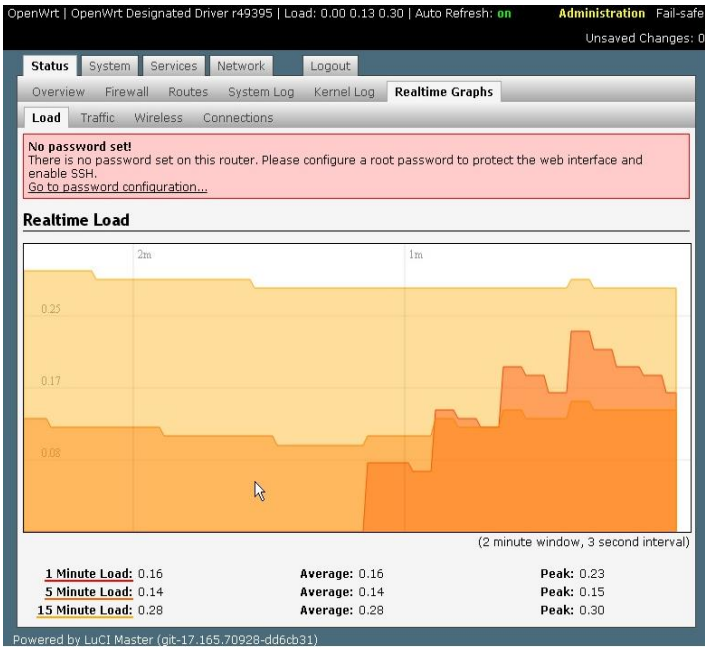 OpenWrt | OpenWrt Designated Driver r49395 | Load: 0.00 0.13 0.30 | Auto Refresh: on Administration Fail-safe
Unsaved Changes: 0
Status System Services Network Logout
Overview Firewall Routes System Log Kernel Log Realtime Graphs
Load Traffic Wireless Connections
No password set!
There is no password set on this router. Please configure a root password to protect the web interface and
enable SSH.
Go to password configuration...
Realtime Load
2m 1m
0.25
0.17
0.08
(2 minute window, 3 second interval)
1 Minute Load: 0.16 Average: 0.16 Peak: 0.23
5 Minute Load: 0.14 Average: 0.14 Peak: 0.15
15 Minute Load: 0.28 Average: 0.28 Peak: 0.30
Powered by LuCI Master (git-17.165.70928-dd6cb31)